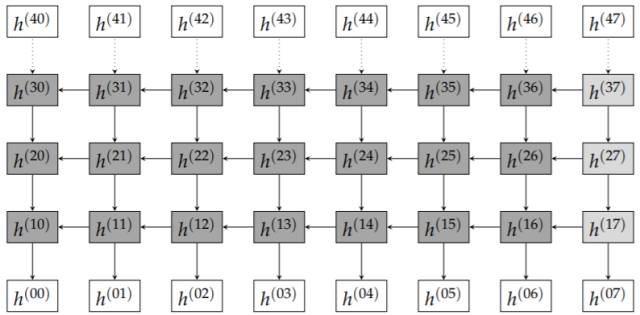 h(40) h(41) h(42) h(43) h(44) h(45) h(46) h(47)
h(30) h(31) h(32) h(33) h(34) h(35) h(36) h(37)
h(20) h(21) h(22) h(23) h(24) h(25) h(26) h(27)
h(10) h(11) h(12) h(13) h(14) h(15) h(16) h(17)
h(00) h(01) h(02) h(03) h(04) h(05) h(06) h(07)